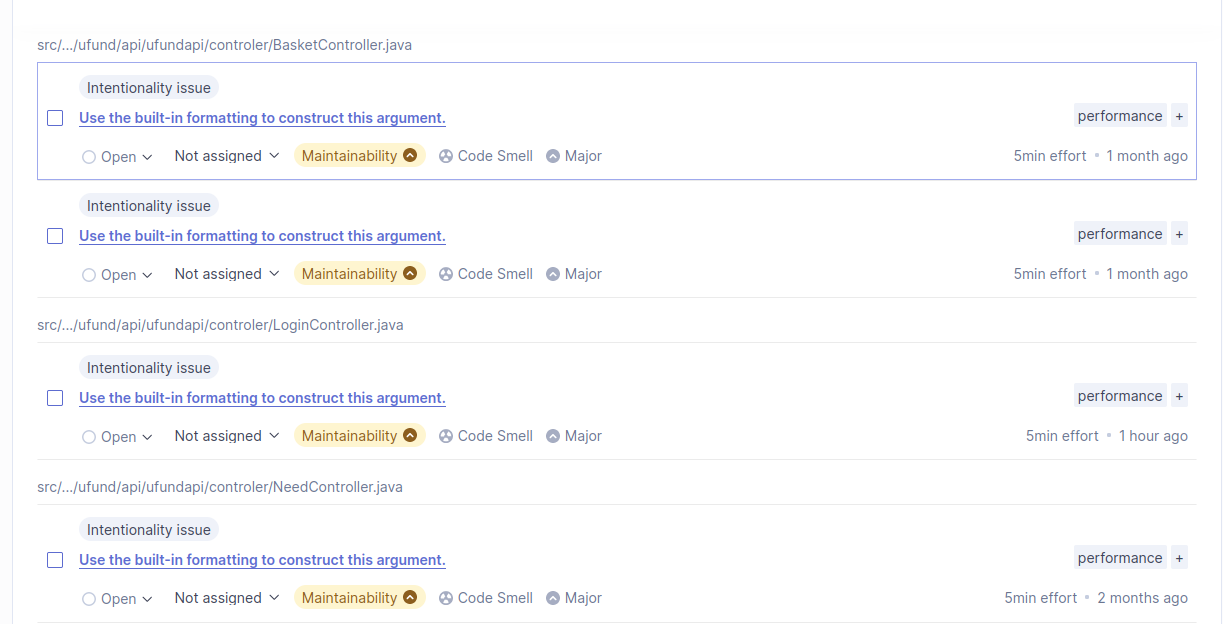 src/.../ufund/api/ufundapi/controler/BasketController.java
Intentionality issue
Use the built-in formatting to construct this argument. performance +
Open Not assigned Maintainability Code Smell Major 5min effort • 1 month ago
Intentionality issue
Use the built-in formatting to construct this argument. performance +
Open Not assigned Maintainability Code Smell Major 5min effort • 1 month ago
src/.../ufund/api/ufundapi/controler/LoginController.java
Intentionality issue
Use the built-in formatting to construct this argument. performance +
Open Not assigned Maintainability Code Smell Major 5min effort • 1 hour ago
src/.../ufund/api/ufundapi/controler/NeedController.java
Intentionality issue
Use the built-in formatting to construct this argument. performance +
Open Not assigned Maintainability Code Smell Major 5min effort • 2 months ago